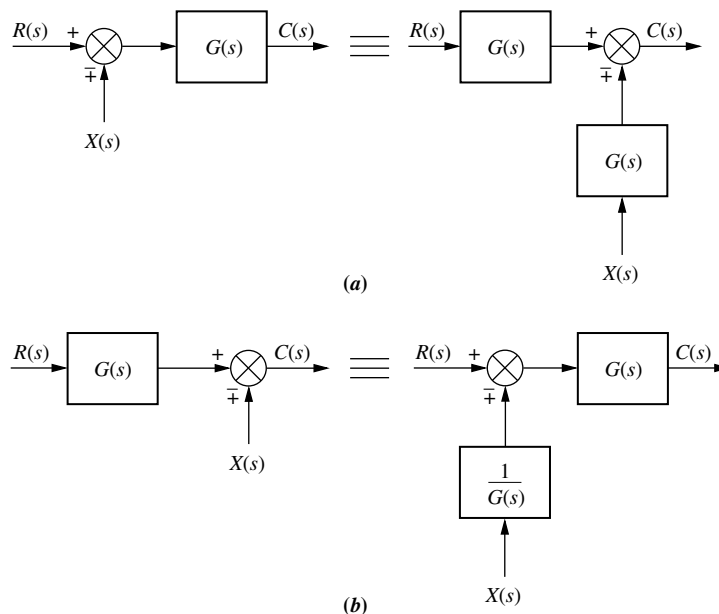 R(s) + G(s) C(s) R(s) G(s) + C(s)
∓ ∓
X(s) G(s)
X(s)
(a)
R(s) G(s) + C(s) R(s) + G(s) C(s)
∓ ∓
X(s) 1
G(s)
X(s)
(b)